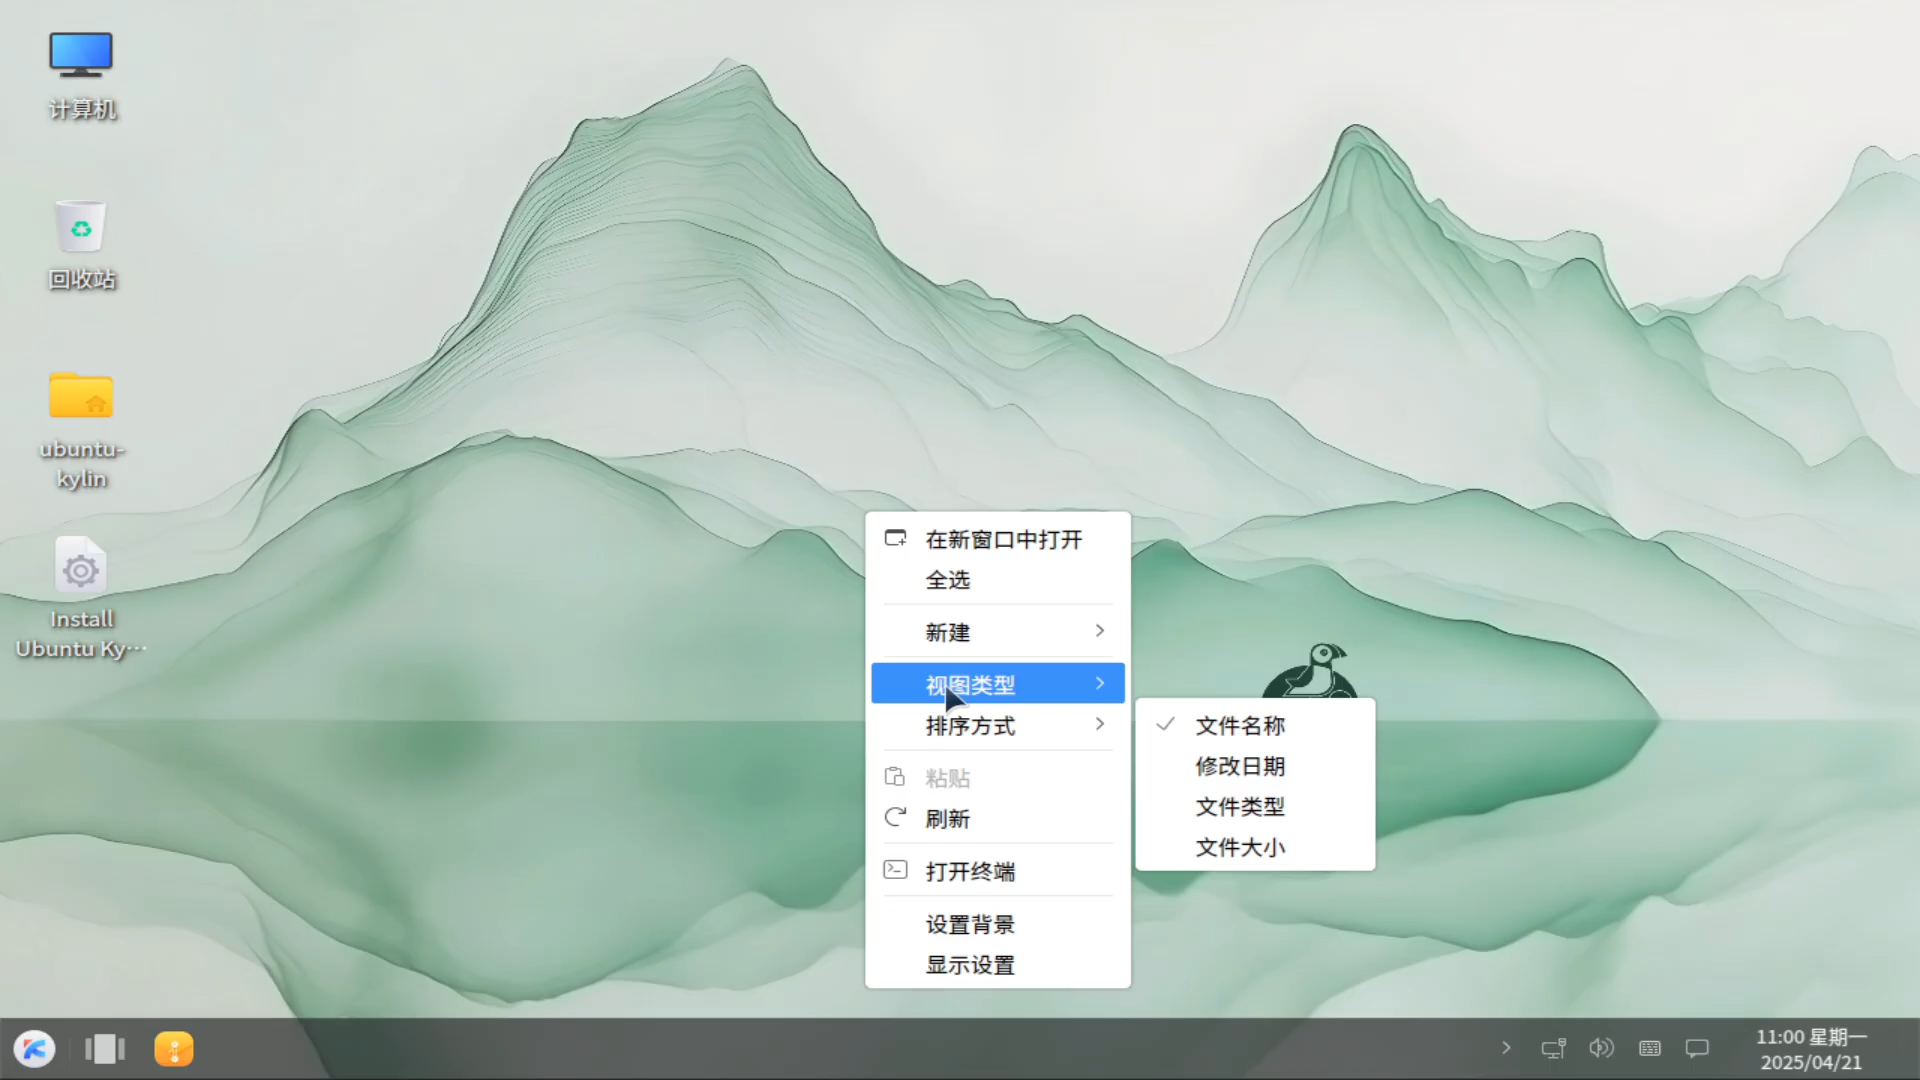 计算机
回收站
ubuntu-
kylin
Install
Ubuntu Ky…
在新窗口中打开
全选
新建
视图类型
排序方式
粘贴
刷新
打开终端
设置背景
显示设置
文件名称
修改日期
文件类型
文件大小
11:00 星期一
2025/04/21